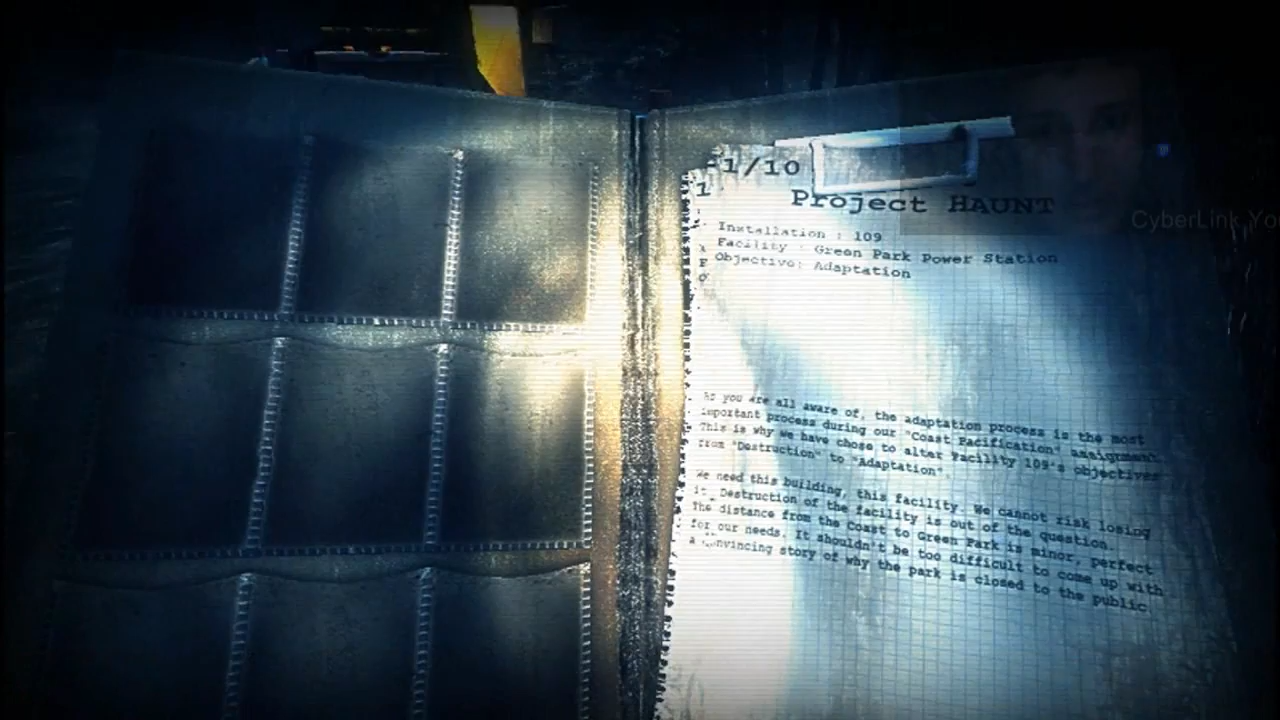 1/10
1
Project HAUNT
Installation : 109
Facility : Green Park Power Station
Objective: Adaptation
F
O
As you are all aware of, the adaptation process is the most
important process during our "Coast Pacification" assignment.
This is why we have chose to alter Facility 109's objectives
from "Destruction" to "Adaptation".
We need this building, this facility. We cannot risk losing
it. Destruction of the facility is out of the question.
The distance from the Coast to Green Park is minor, perfect
for our needs. It shouldn't be too difficult to come up with
a convincing story of why the park is closed to the public
CyberLink Yo